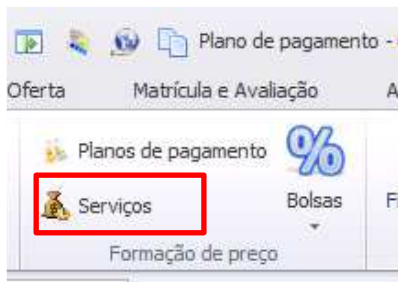 Plano de pagamento -
Oferta Matrícula e Avaliação A
Planos de pagamento %
Serviços Bolsas
Formação de preço